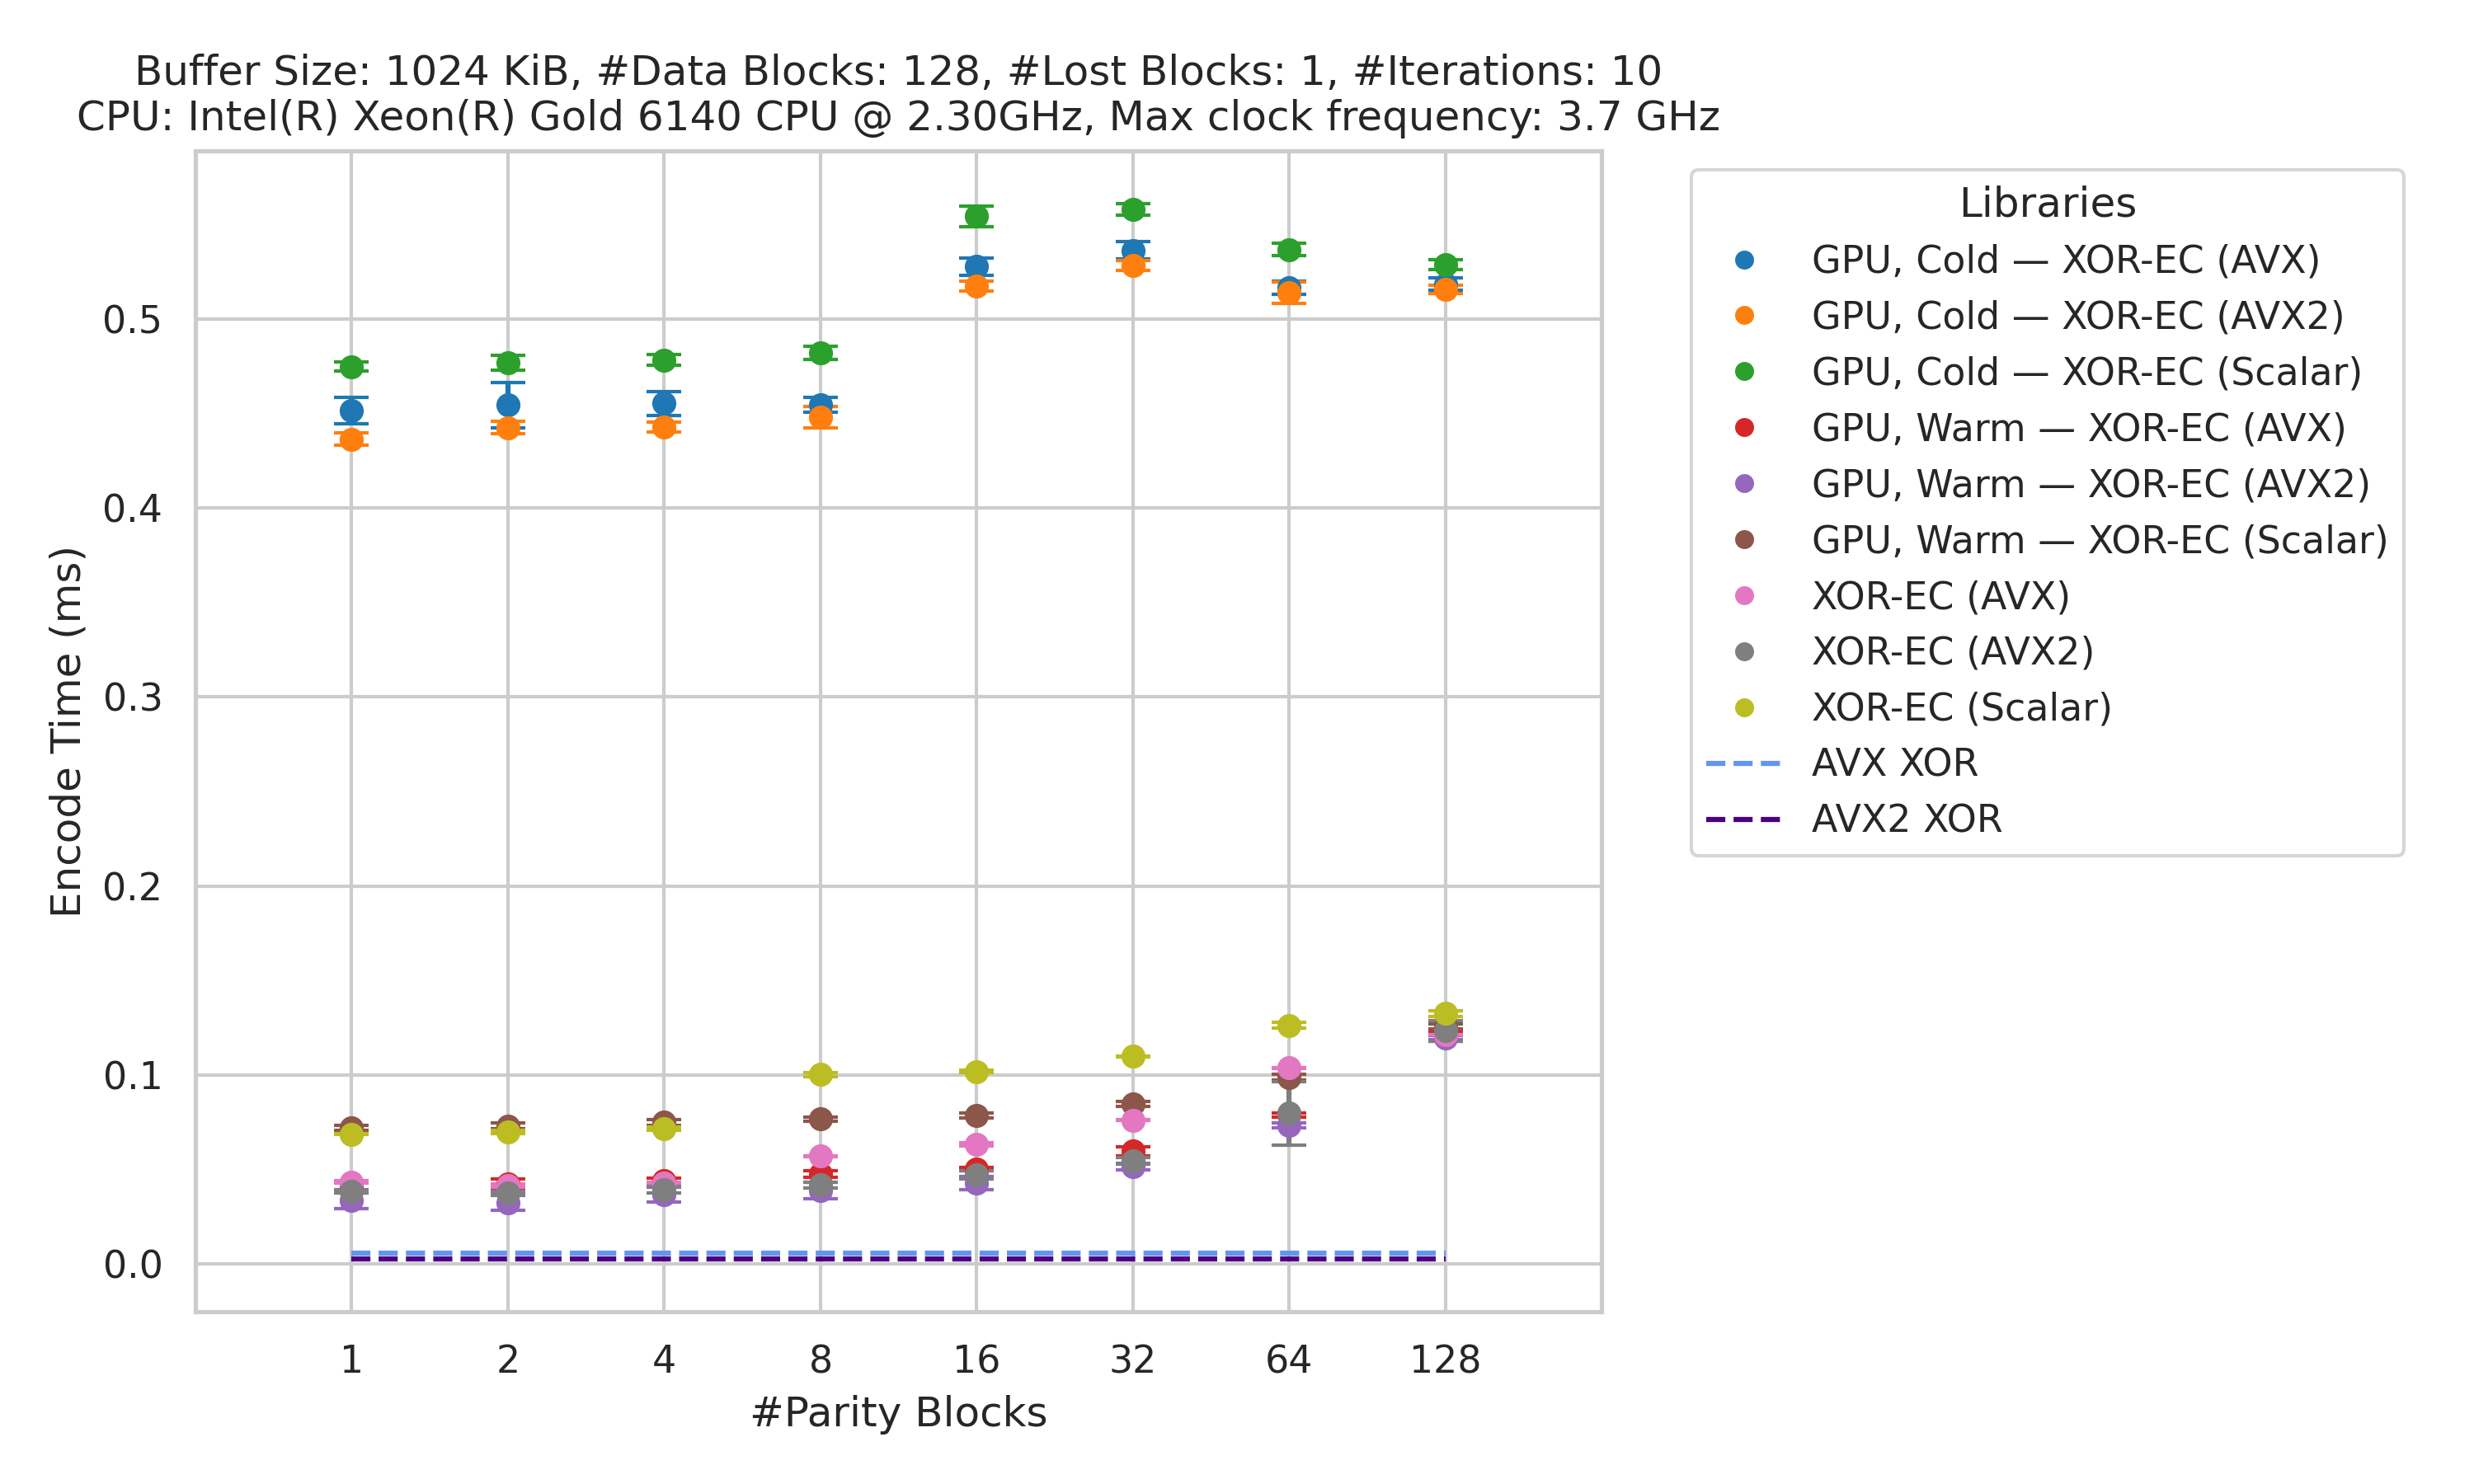 Buffer Size: 1024 KiB, #Data Blocks: 128, #Lost Blocks: 1, #Iterations: 10
CPU: Intel(R) Xeon(R) Gold 6140 CPU @ 2.30GHz, Max clock frequency: 3.7 GHz
Encode Time (ms)
0.5
0.4
0.3
0.2
0.1
0.0
1 2 4 8 16 32 64 128
#Parity Blocks
Libraries
GPU, Cold — XOR-EC (AVX)
GPU, Cold — XOR-EC (AVX2)
GPU, Cold — XOR-EC (Scalar)
GPU, Warm — XOR-EC (AVX)
GPU, Warm — XOR-EC (AVX2)
GPU, Warm — XOR-EC (Scalar)
XOR-EC (AVX)
XOR-EC (AVX2)
XOR-EC (Scalar)
AVX XOR
AVX2 XOR